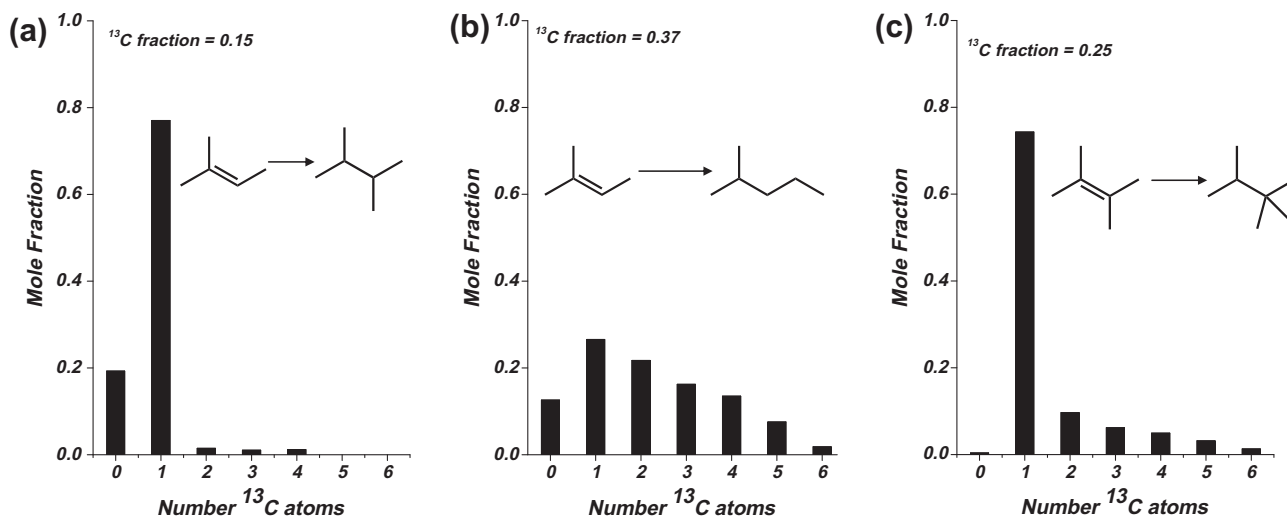 (a)
¹³C fraction = 0.15
1.0
0.8
0.6
0.4
0.2
0.0
Mole Fraction
0 1 2 3 4 5 6
Number ¹³C atoms
(b)
¹³C fraction = 0.37
1.0
0.8
0.6
0.4
0.2
0.0
Mole Fraction
0 1 2 3 4 5 6
Number ¹³C atoms
(c)
¹³C fraction = 0.25
1.0
0.8
0.6
0.4
0.2
0.0
Mole Fraction
0 1 2 3 4 5 6
Number ¹³C atoms